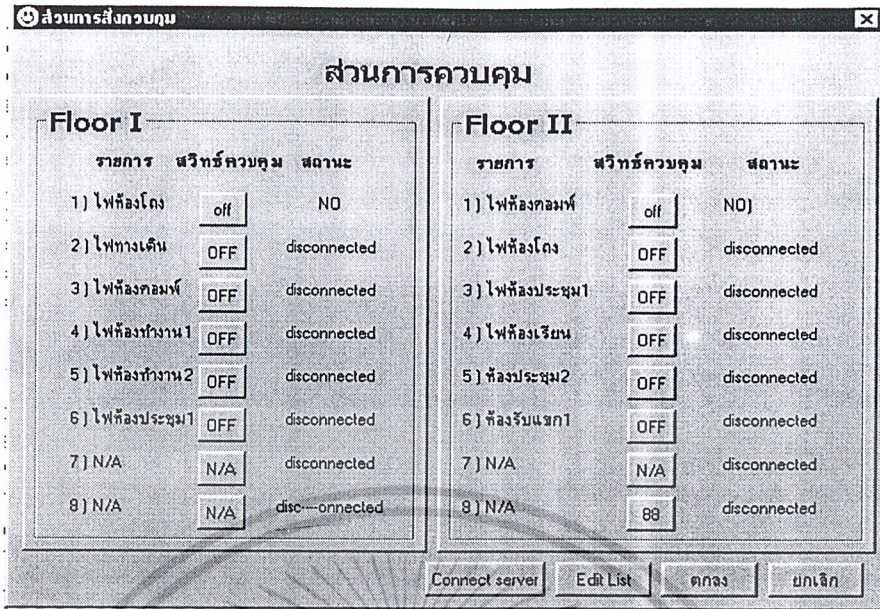 ส่วนการสั่งควบคุม
ส่วนการควบคุม
Floor I
รายการ สวิทธ์ควบคุม สถานะ
1) ไฟห้องโถง off NO
2) ไฟทางเดิน OFF disconnected
3) ไฟห้องคอมพ์ OFF disconnected
4) ไฟห้องทำงาน1 OFF disconnected
5) ไฟห้องทำงาน2 OFF disconnected
6) ไฟห้องประชุม1 OFF disconnected
7) N/A N/A disconnected
8) N/A N/A disc---onnected
Floor II
รายการ สวิทธ์ควบคุม สถานะ
1) ไฟห้องคอมพ์ off NO)
2) ไฟห้องโถง OFF disconnected
3) ไฟห้องประชุม1 OFF disconnected
4) ไฟห้องเรียน OFF disconnected
5) ห้องประชุม2 OFF disconnected
6) ห้องรับแขก1 OFF disconnected
7) N/A N/A disconnected
8) N/A 88 disconnected
Connect server Edit List ตกลง ยกเลิก